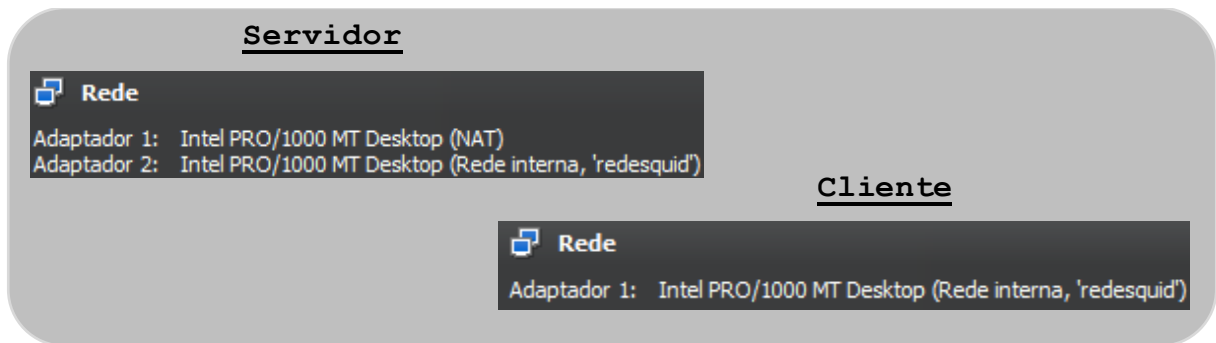 Servidor
Rede
Adaptador 1: Intel PRO/1000 MT Desktop (NAT)
Adaptador 2: Intel PRO/1000 MT Desktop (Rede interna, 'redesquid')
Cliente
Rede
Adaptador 1: Intel PRO/1000 MT Desktop (Rede interna, 'redesquid')